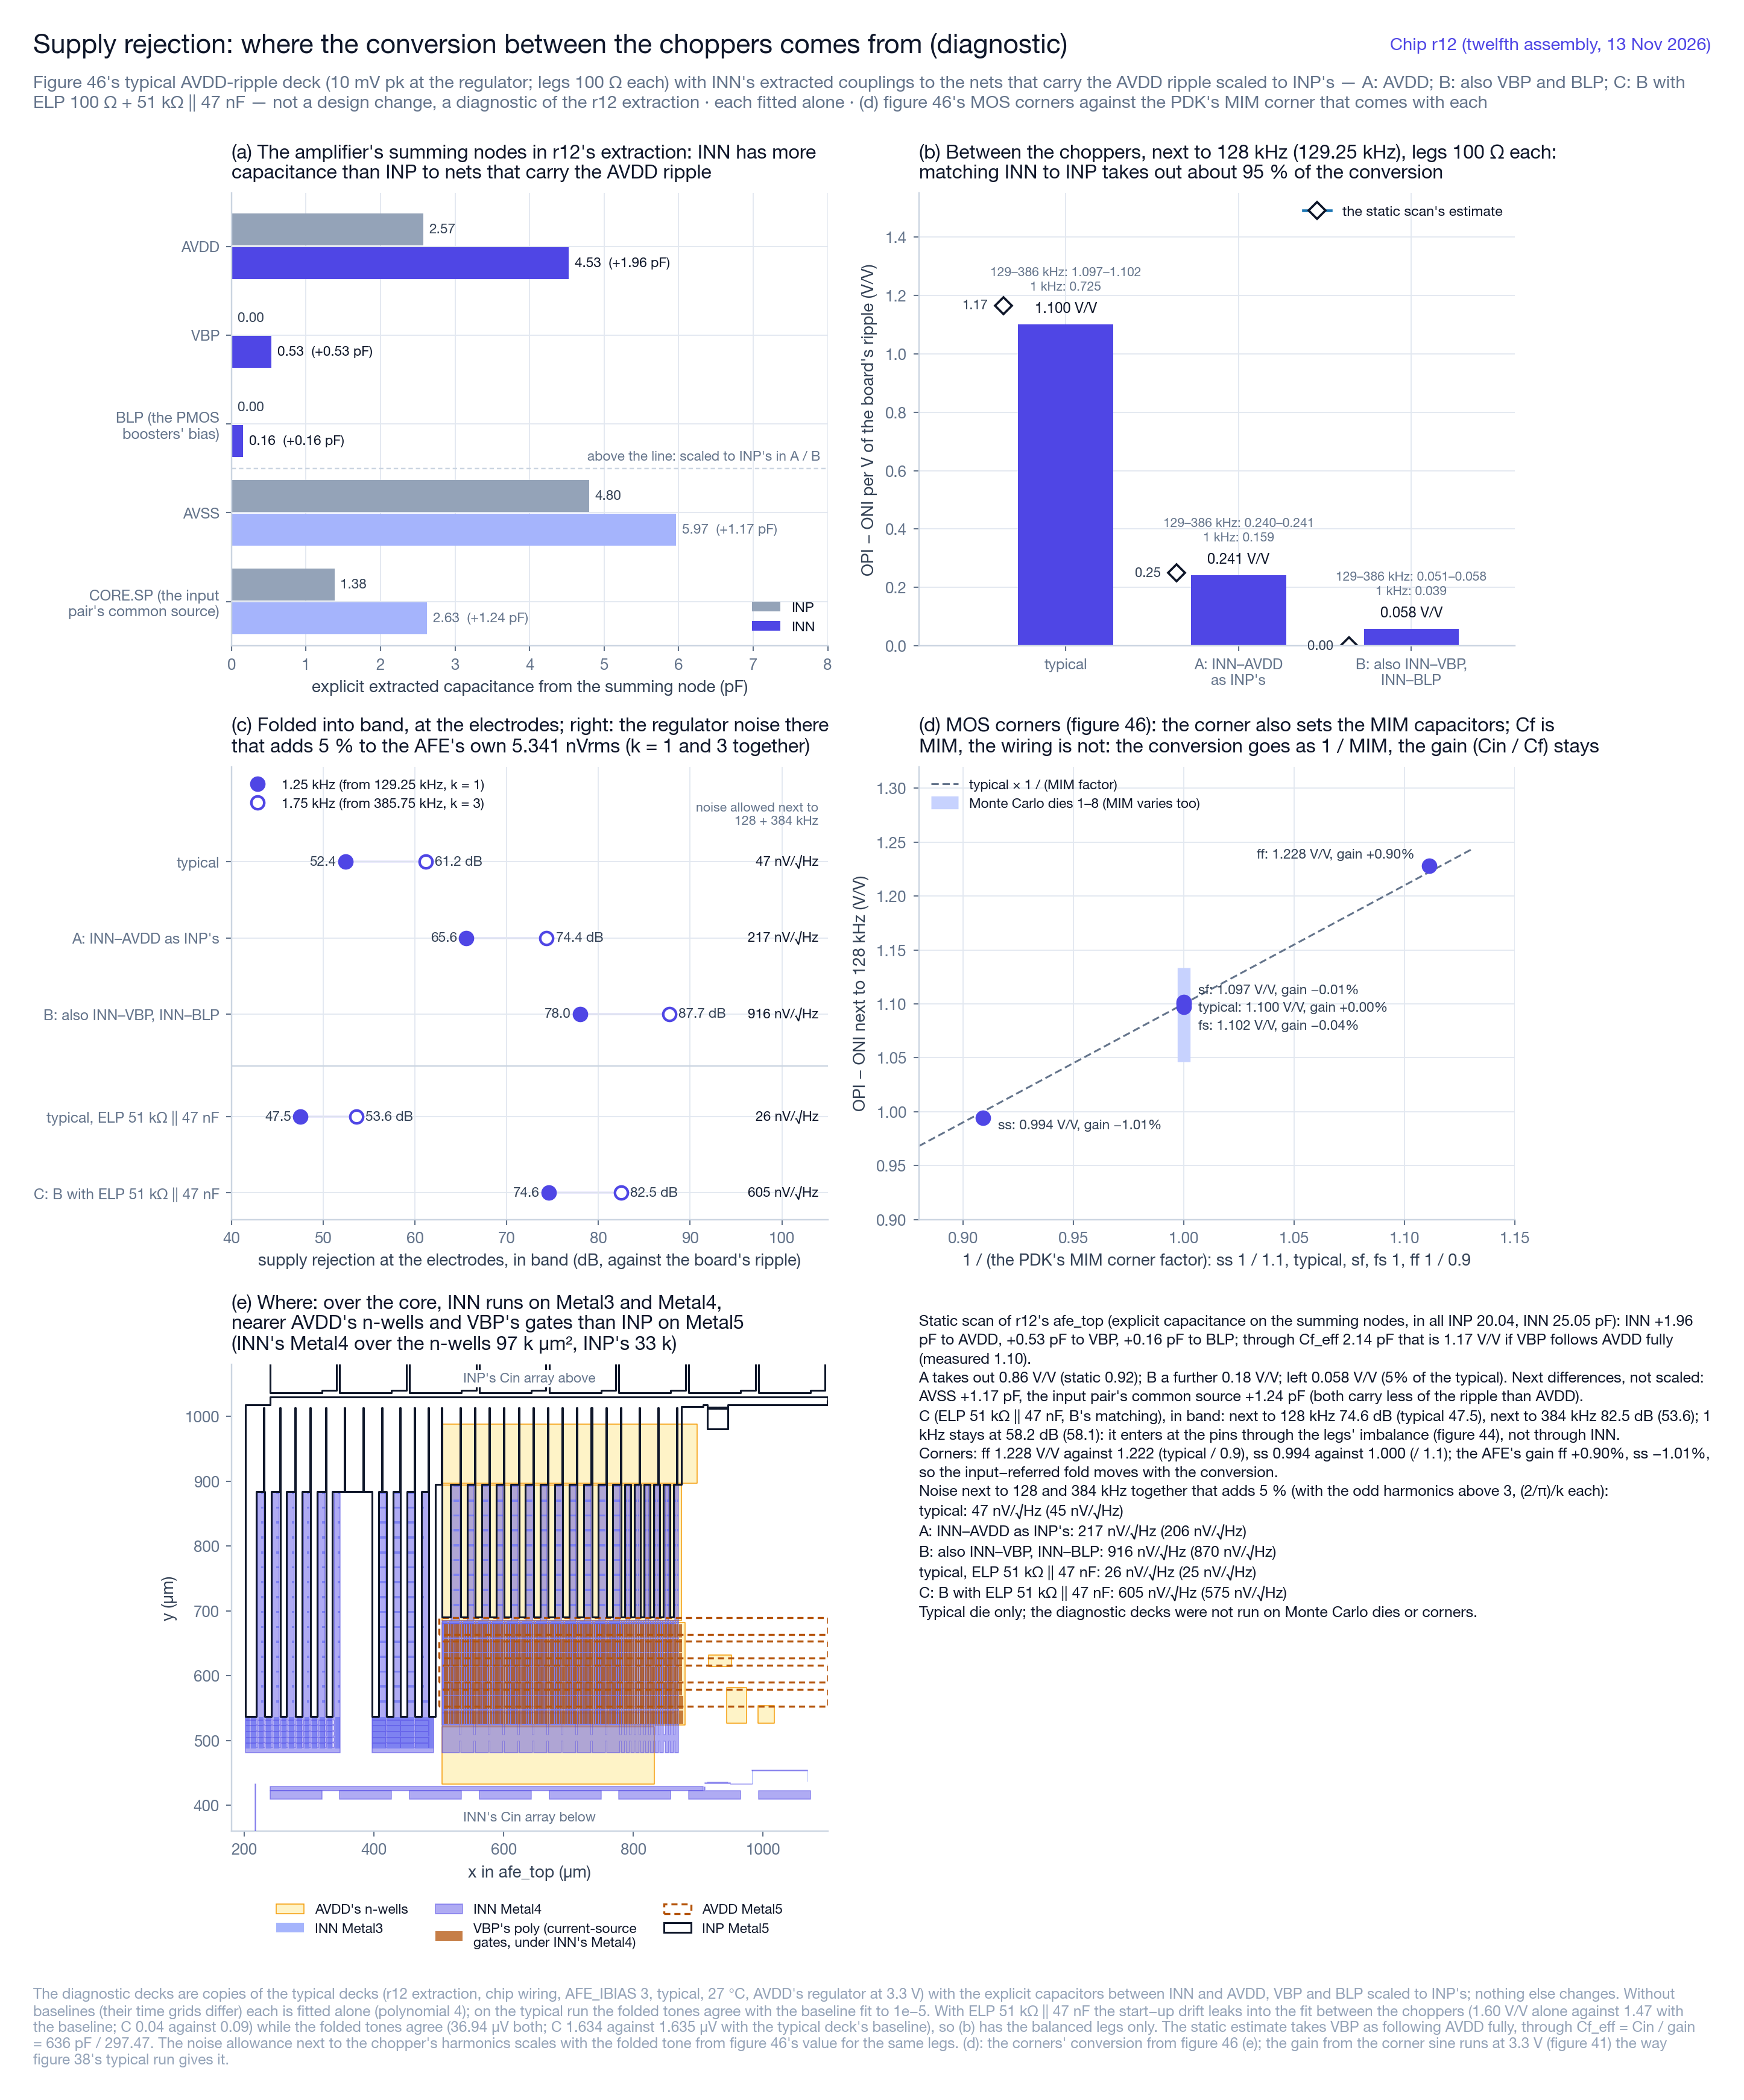 Supply rejection: where the conversion between the choppers comes from (diagnostic)
Chip r12 (twelfth assembly, 13 Nov 2026)
Figure 46's typical AVDD-ripple deck (10 mV pk at the regulator; legs 100 Ω each) with INN's extracted couplings to the nets that carry the AVDD ripple scaled to INP's — A: AVDD; B: also VBP and BLP; C: B with
ELP 100 Ω + 51 kΩ || 47 nF — not a design change, a diagnostic of the r12 extraction · each fitted alone · (d) figure 46's MOS corners against the PDK's MIM corner that comes with each
(a) The amplifier's summing nodes in r12's extraction: INN has more
capacitance than INP to nets that carry the AVDD ripple
AVDD
2.57
4.53 (+1.96 pF)
VBP
0.00
0.53 (+0.53 pF)
BLP (the PMOS
boosters' bias)
0.00
0.16 (+0.16 pF)
above the line: scaled to INP's in A / B
AVSS
4.80
5.97 (+1.17 pF)
CORE.SP (the input
pair's common source)
1.38
2.63 (+1.24 pF)
INP
INN
0 1 2 3 4 5 6 7 8
explicit extracted capacitance from the summing node (pF)
(b) Between the choppers, next to 128 kHz (129.25 kHz), legs 100 Ω each:
matching INN to INP takes out about 95 % of the conversion
the static scan's estimate
OPI − ONI per V of the board's ripple (V/V)
1.4
1.2
1.0
0.8
0.6
0.4
0.2
0.0
129–386 kHz: 1.097–1.102
1 kHz: 0.725
1.17
1.100 V/V
129–386 kHz: 0.240–0.241
1 kHz: 0.159
0.25
0.241 V/V
129–386 kHz: 0.051–0.058
1 kHz: 0.039
0.058 V/V
0.00
typical
A: INN–AVDD
as INP's
B: also INN–VBP,
INN–BLP
(c) Folded into band, at the electrodes; right: the regulator noise there
that adds 5 % to the AFE's own 5.341 nVrms (k = 1 and 3 together)
1.25 kHz (from 129.25 kHz, k = 1)
1.75 kHz (from 385.75 kHz, k = 3)
noise allowed next to
128 + 384 kHz
typical
52.4
61.2 dB
47 nV/√Hz
A: INN–AVDD as INP's
65.6
74.4 dB
217 nV/√Hz
B: also INN–VBP, INN–BLP
78.0
87.7 dB
916 nV/√Hz
typical, ELP 51 kΩ || 47 nF
47.5
53.6 dB
26 nV/√Hz
C: B with ELP 51 kΩ || 47 nF
74.6
82.5 dB
605 nV/√Hz
40 50 60 70 80 90 100
supply rejection at the electrodes, in band (dB, against the board's ripple)
(d) MOS corners (figure 46): the corner also sets the MIM capacitors; Cf is
MIM, the wiring is not: the conversion goes as 1 / MIM, the gain (Cin / Cf) stays
typical × 1 / (MIM factor)
Monte Carlo dies 1–8 (MIM varies too)
OPI − ONI next to 128 kHz (V/V)
1.30
1.25
1.20
1.15
1.10
1.05
1.00
0.95
0.90
ff: 1.228 V/V, gain +0.90%
sf: 1.097 V/V, gain −0.01%
typical: 1.100 V/V, gain +0.00%
fs: 1.102 V/V, gain −0.04%
ss: 0.994 V/V, gain −1.01%
0.90 0.95 1.00 1.05 1.10 1.15
1 / (the PDK's MIM corner factor): ss 1 / 1.1, typical, sf, fs 1, ff 1 / 0.9
(e) Where: over the core, INN runs on Metal3 and Metal4,
nearer AVDD's n-wells and VBP's gates than INP on Metal5
(INN's Metal4 over the n-wells 97 k µm², INP's 33 k)
INP's Cin array above
y (µm)
1000
900
800
700
600
500
400
INN's Cin array below
200 400 600 800 1000
x in afe_top (µm)
AVDD's n-wells
INN Metal3
INN Metal4
VBP's poly (current-source
gates, under INN's Metal4)
AVDD Metal5
INP Metal5
Static scan of r12's afe_top (explicit capacitance on the summing nodes, in all INP 20.04, INN 25.05 pF): INN +1.96
pF to AVDD, +0.53 pF to VBP, +0.16 pF to BLP; through Cf_eff 2.14 pF that is 1.17 V/V if VBP follows AVDD fully
(measured 1.10).
A takes out 0.86 V/V (static 0.92); B a further 0.18 V/V; left 0.058 V/V (5% of the typical). Next differences, not scaled:
AVSS +1.17 pF, the input pair's common source +1.24 pF (both carry less of the ripple than AVDD).
C (ELP 51 kΩ || 47 nF, B's matching), in band: next to 128 kHz 74.6 dB (typical 47.5), next to 384 kHz 82.5 dB (53.6); 1
kHz stays at 58.2 dB (58.1): it enters at the pins through the legs' imbalance (figure 44), not through INN.
Corners: ff 1.228 V/V against 1.222 (typical / 0.9), ss 0.994 against 1.000 (/ 1.1); the AFE's gain ff +0.90%, ss −1.01%,
so the input−referred fold moves with the conversion.
Noise next to 128 and 384 kHz together that adds 5 % (with the odd harmonics above 3, (2/π)/k each):
typical: 47 nV/√Hz (45 nV/√Hz)
A: INN–AVDD as INP's: 217 nV/√Hz (206 nV/√Hz)
B: also INN–VBP, INN–BLP: 916 nV/√Hz (870 nV/√Hz)
typical, ELP 51 kΩ || 47 nF: 26 nV/√Hz (25 nV/√Hz)
C: B with ELP 51 kΩ || 47 nF: 605 nV/√Hz (575 nV/√Hz)
Typical die only; the diagnostic decks were not run on Monte Carlo dies or corners.
The diagnostic decks are copies of the typical decks (r12 extraction, chip wiring, AFE_IBIAS 3, typical, 27 °C, AVDD's regulator at 3.3 V) with the explicit capacitors between INN and AVDD, VBP and BLP scaled to INP's; nothing else changes. Without
baselines (their time grids differ) each is fitted alone (polynomial 4); on the typical run the folded tones agree with the baseline fit to 1e−5. With ELP 51 kΩ || 47 nF the start−up drift leaks into the fit between the choppers (1.60 V/V alone against 1.47 with
the baseline; C 0.04 against 0.09) while the folded tones agree (36.94 µV both; C 1.634 against 1.635 µV with the typical deck's baseline), so (b) has the balanced legs only. The static estimate takes VBP as following AVDD fully, through Cf_eff = Cin / gain
= 636 pF / 297.47. The noise allowance next to the chopper's harmonics scales with the folded tone from figure 46's value for the same legs. (d): the corners' conversion from figure 46 (e); the gain from the corner sine runs at 3.3 V (figure 41) the way
figure 38's typical run gives it.